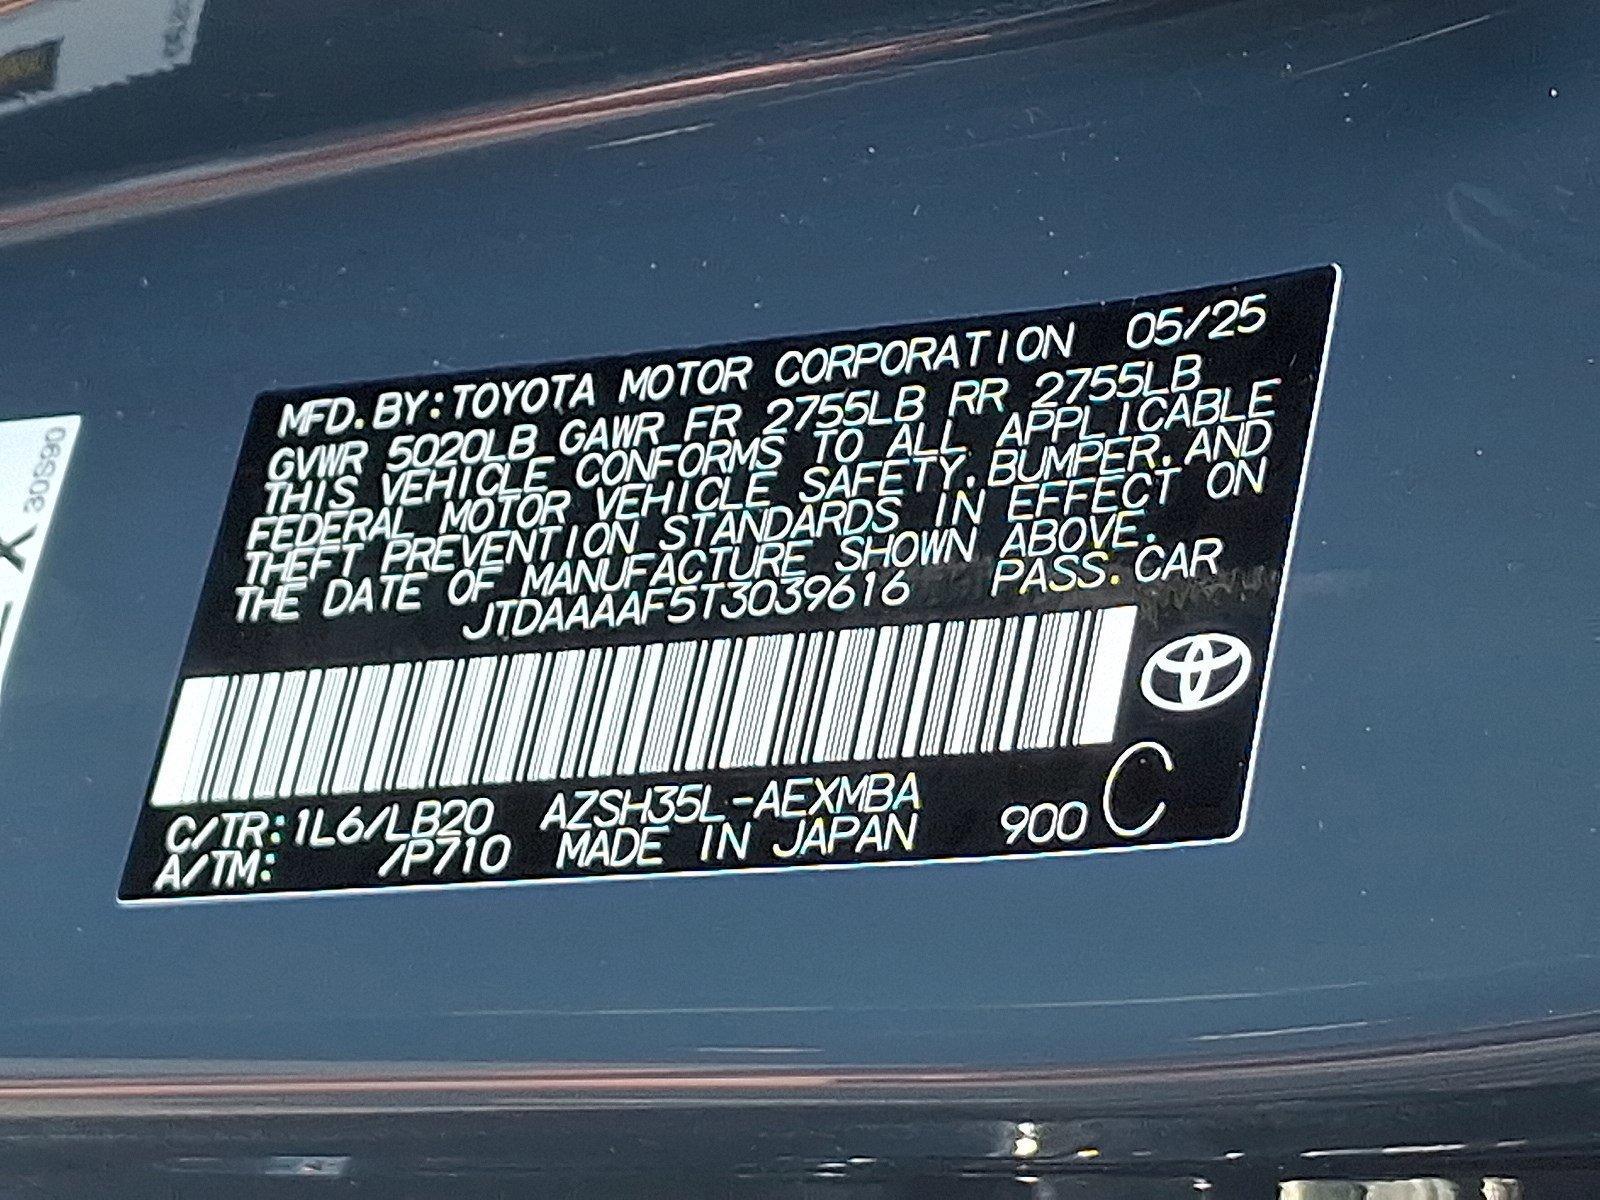 MFD.BY:TOYOTA MOTOR CORPORATION 05/25
GVWR 5020LB GAWR FR 2755LB RR 2755LB
THIS VEHICLE CONFORMS TO ALL APPLICABLE
FEDERAL MOTOR VEHICLE SAFETY,BUMPER,AND
THEFT PREVENTION STANDARDS IN EFFECT ON
THE DATE OF MANUFACTURE SHOWN ABOVE.
JTDAAAAF5T3039616 PASS.CAR
C/TR:1L6/LB20 AZSH35L-AEXMBA
A/TM: /P710 MADE IN JAPAN 900 C
30S90
X